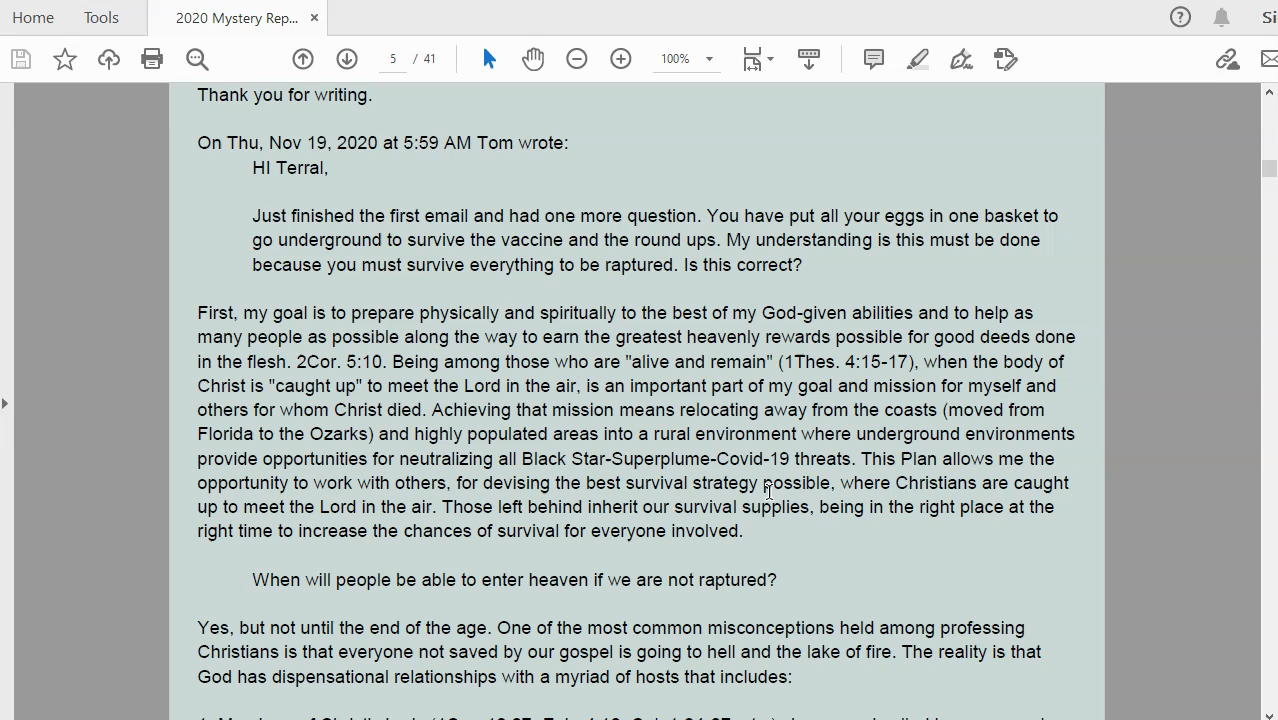 Home Tools 2020 Mystery Rep... × ? Si
5 / 41 100%
Thank you for writing.
On Thu, Nov 19, 2020 at 5:59 AM Tom wrote:
HI Terral,
Just finished the first email and had one more question. You have put all your eggs in one basket to
go underground to survive the vaccine and the round ups. My understanding is this must be done
because you must survive everything to be raptured. Is this correct?
First, my goal is to prepare physically and spiritually to the best of my God-given abilities and to help as
many people as possible along the way to earn the greatest heavenly rewards possible for good deeds done
in the flesh. 2Cor. 5:10. Being among those who are "alive and remain" (1Thes. 4:15-17), when the body of
Christ is "caught up" to meet the Lord in the air, is an important part of my goal and mission for myself and
others for whom Christ died. Achieving that mission means relocating away from the coasts (moved from
Florida to the Ozarks) and highly populated areas into a rural environment where underground environments
provide opportunities for neutralizing all Black Star-Superplume-Covid-19 threats. This Plan allows me the
opportunity to work with others, for devising the best survival strategy possible, where Christians are caught
up to meet the Lord in the air. Those left behind inherit our survival supplies, being in the right place at the
right time to increase the chances of survival for everyone involved.
When will people be able to enter heaven if we are not raptured?
Yes, but not until the end of the age. One of the most common misconceptions held among professing
Christians is that everyone not saved by our gospel is going to hell and the lake of fire. The reality is that
God has dispensational relationships with a myriad of hosts that includes: